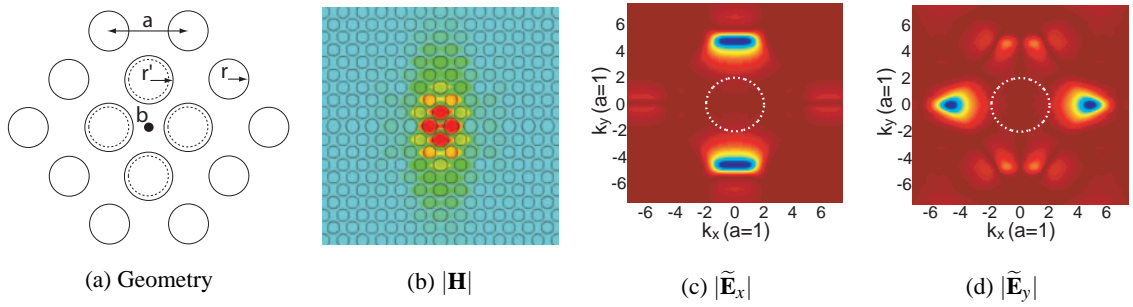 a
r'
r
b
(a) Geometry
(b) |H|
k_y (a=1)
6
4
2
0
-2
-4
-6
-6 -4 -2 0 2 4 6
k_x (a=1)
(c) |Ẽ_x|
k_y (a=1)
6
4
2
0
-2
-4
-6
-6 -4 -2 0 2 4 6
k_x (a=1)
(d) |Ẽ_y|